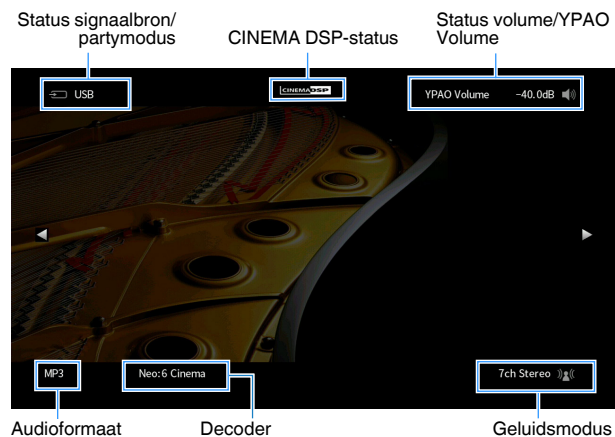 Status signaalbron/
partymodus
CINEMA DSP-status
Status volume/YPAO
Volume
USB
CINEMA DSP
YPAO Volume -40.0dB
MP3
Neo:6 Cinema
7ch Stereo
Audioformaat
Decoder
Geluidsmodus